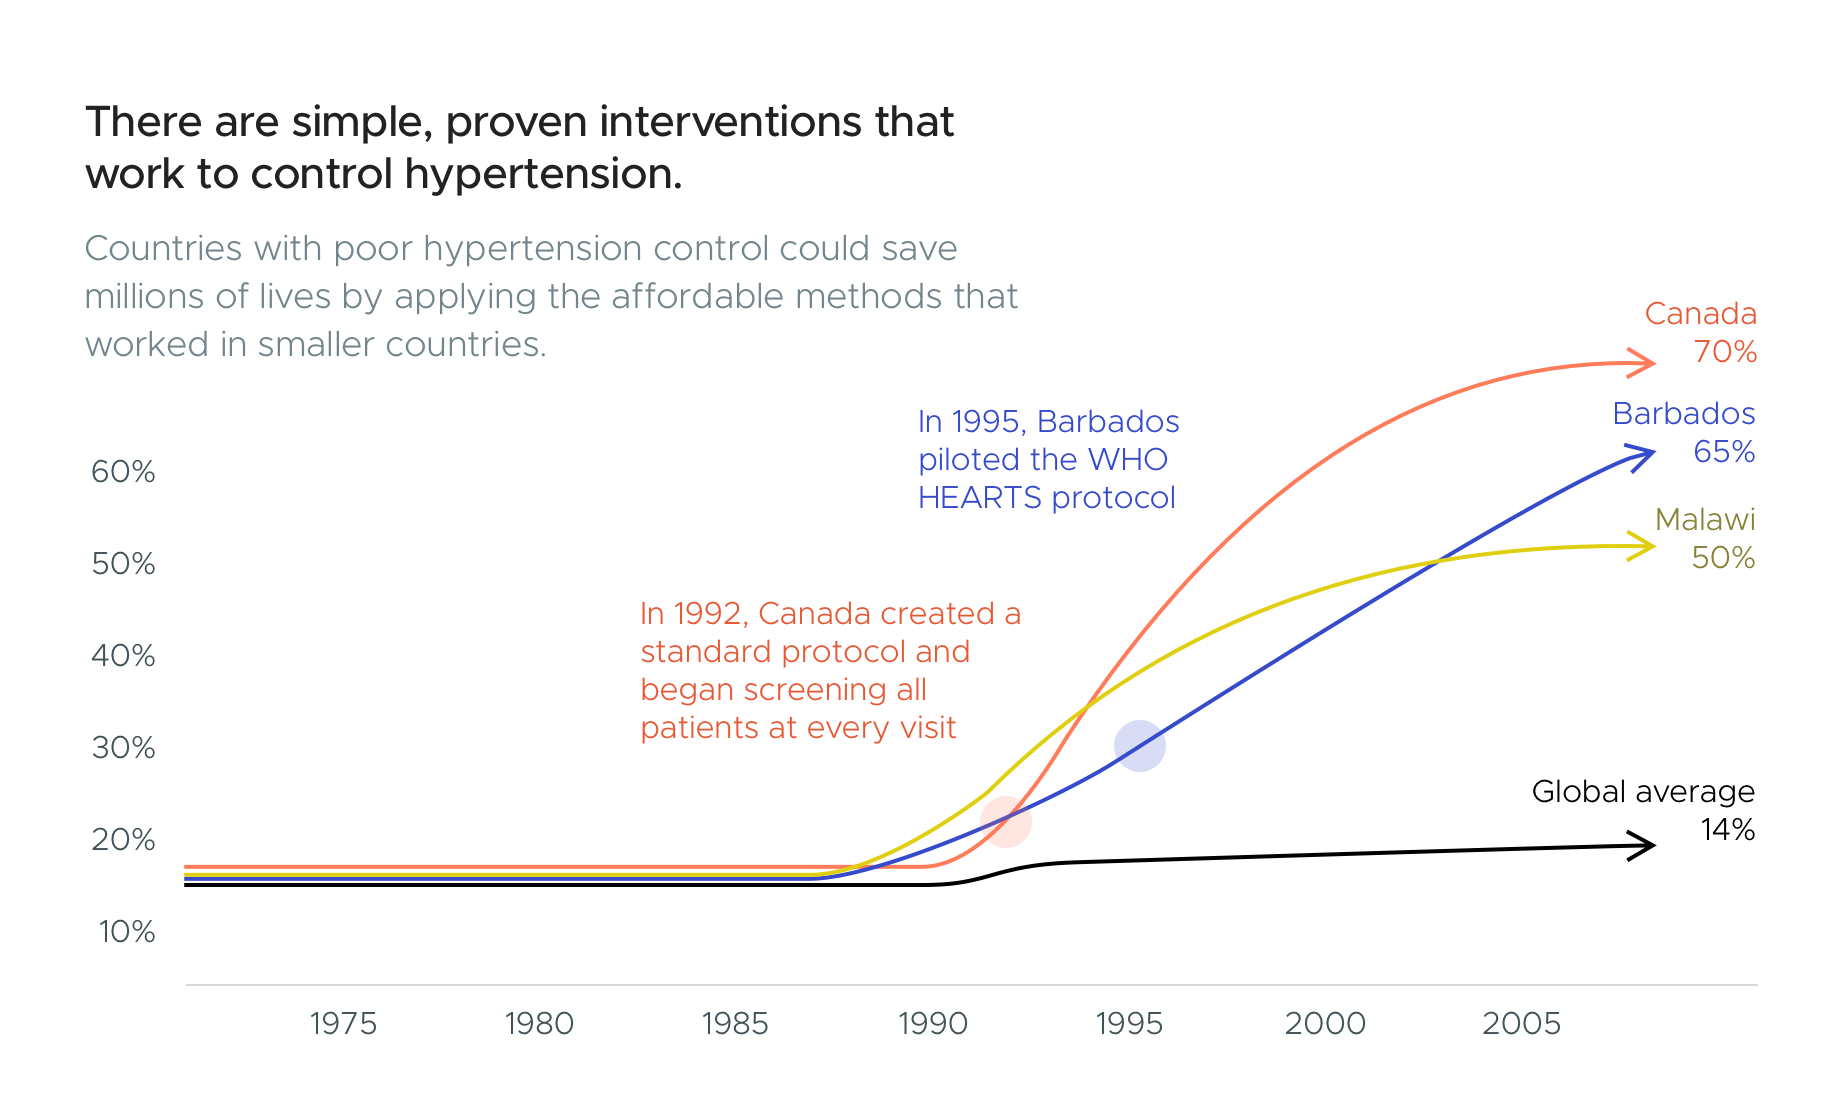 There are simple, proven interventions that
work to control hypertension.
Countries with poor hypertension control could save
millions of lives by applying the affordable methods that
worked in smaller countries.
Canada
70%
Barbados
65%
Malawi
50%
In 1995, Barbados
piloted the WHO
HEARTS protocol
In 1992, Canada created a
standard protocol and
began screening all
patients at every visit
Global average
14%
60%
50%
40%
30%
20%
10%
1975 1980 1985 1990 1995 2000 2005